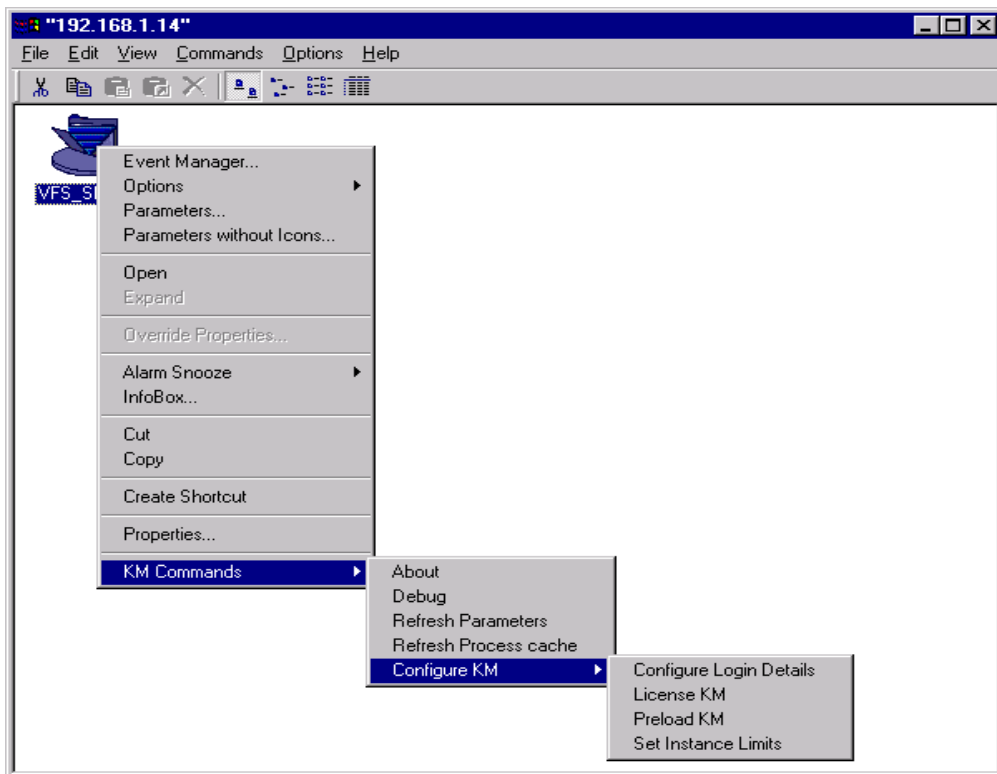 "192.168.1.14"
File Edit View Commands Options Help
VFS_S
Event Manager...
Options
Parameters...
Parameters without Icons...
Open
Expand
Override Properties...
Alarm Snooze
InfoBox...
Cut
Copy
Create Shortcut
Properties...
KM Commands
About
Debug
Refresh Parameters
Refresh Process cache
Configure KM
Configure Login Details
License KM
Preload KM
Set Instance Limits